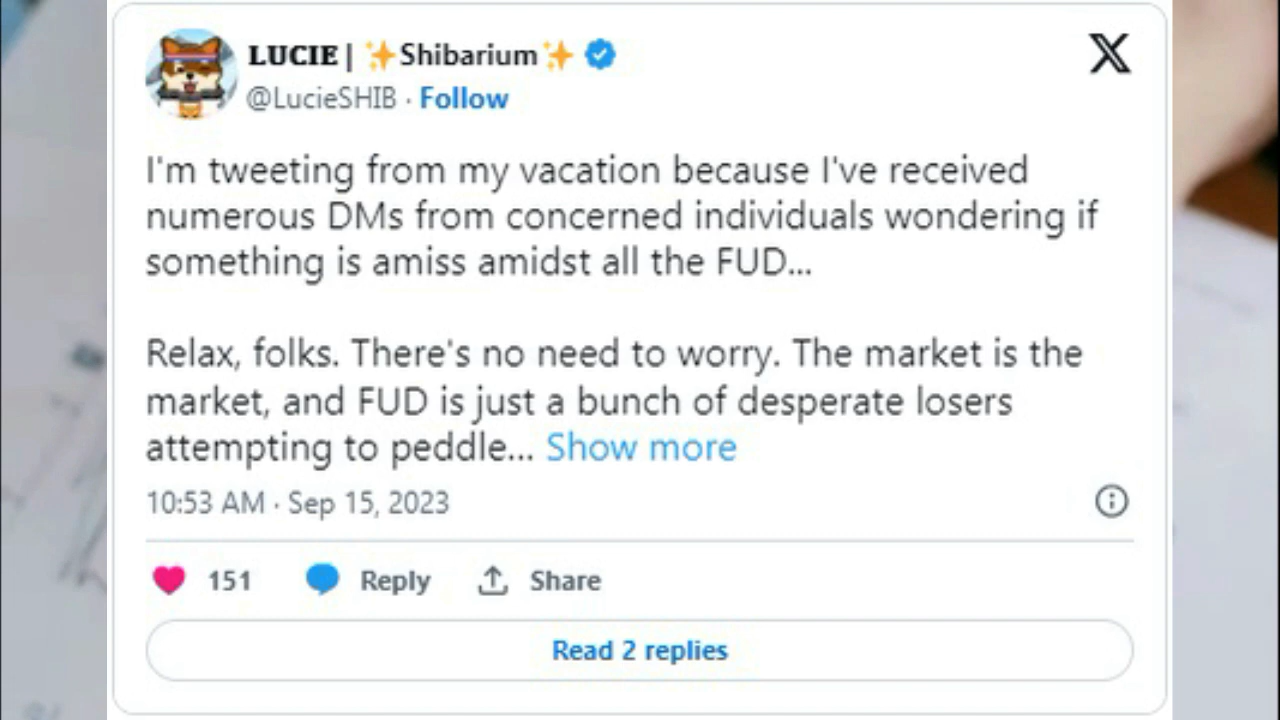 LUCIE | ✨Shibarium✨
@LucieSHIB · Follow
I'm tweeting from my vacation because I've received
numerous DMs from concerned individuals wondering if
something is amiss amidst all the FUD...
Relax, folks. There's no need to worry. The market is the
market, and FUD is just a bunch of desperate losers
attempting to peddle... Show more
10:53 AM · Sep 15, 2023
151 Reply Share
Read 2 replies